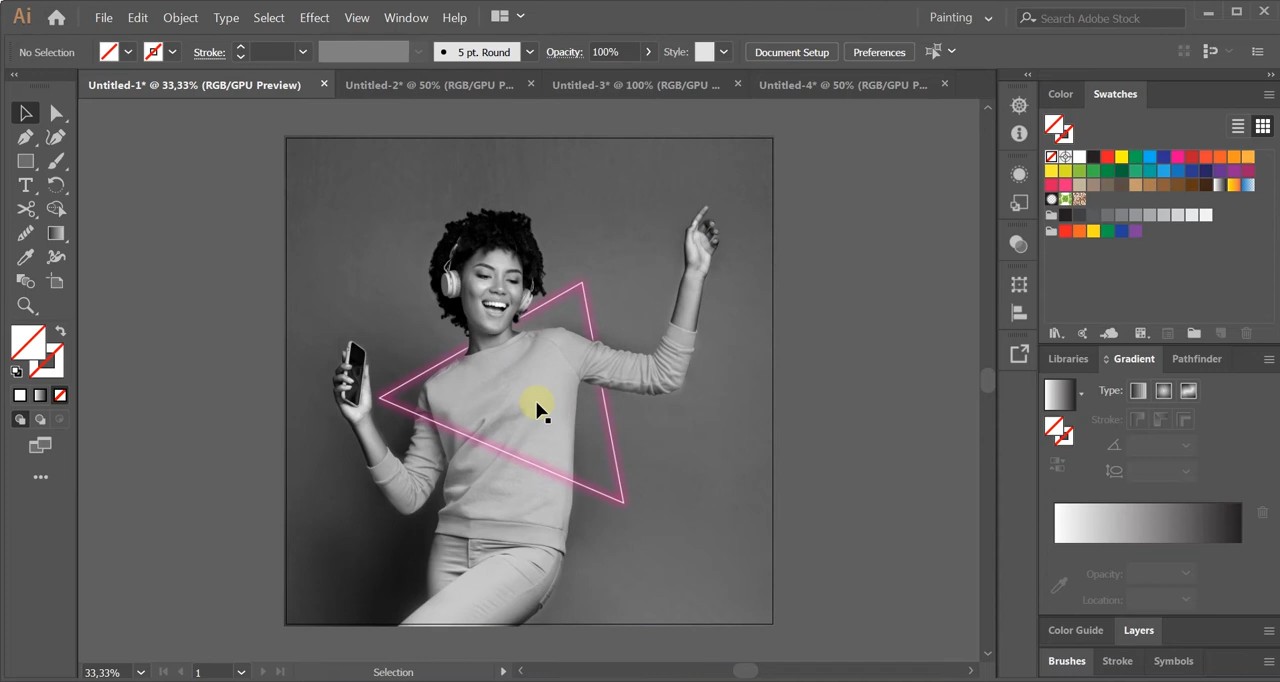 Ai File Edit Object Type Select Effect View Window Help Painting Search Adobe Stock
No Selection Stroke: 5 pt. Round Opacity: 100% Style: Document Setup Preferences
Untitled-1* @ 33,33% (RGB/GPU Preview) Untitled-2* @ 50% (RGB/GPU P... Untitled-3* @ 100% (RGB/GPU ... Untitled-4* @ 50% (RGB/GPU P...
Color Swatches
Libraries Gradient Pathfinder
Type:
Stroke:
Opacity:
Location:
Color Guide Layers
Brushes Stroke Symbols
33,33% 1 Selection